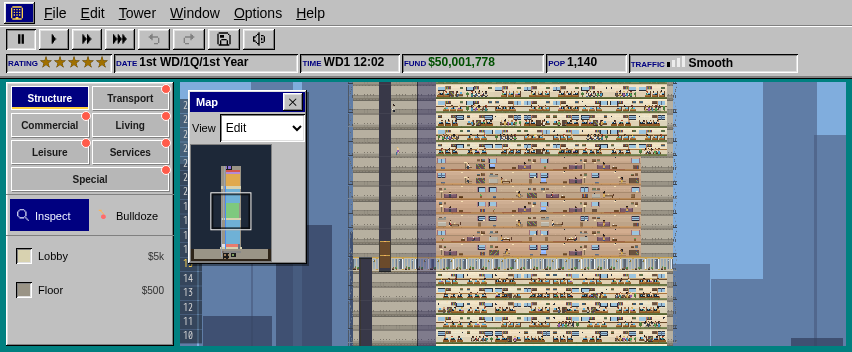 File Edit Tower Window Options Help
RATING DATE 1st WD/1Q/1st Year TIME WD1 12:02 FUND $50,001,778 POP 1,140 TRAFFIC Smooth
Structure Transport
Commercial Living
Leisure Services
Special
Inspect Bulldoze
Lobby $5k
Floor $500
Map
View Edit
14
13
12
11
10